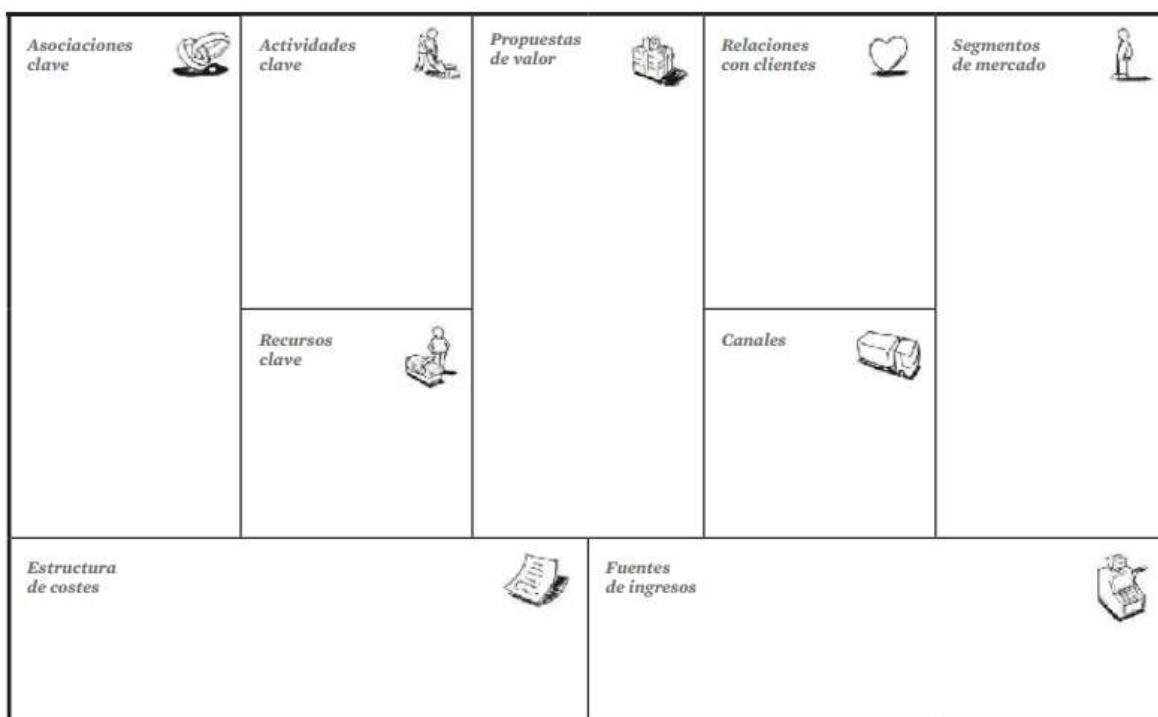 Asociaciones
clave
Actividades
clave
Propuestas
de valor
Relaciones
con clientes
Segmentos
de mercado
Recursos
clave
Canales
Estructura
de costes
Fuentes
de ingresos